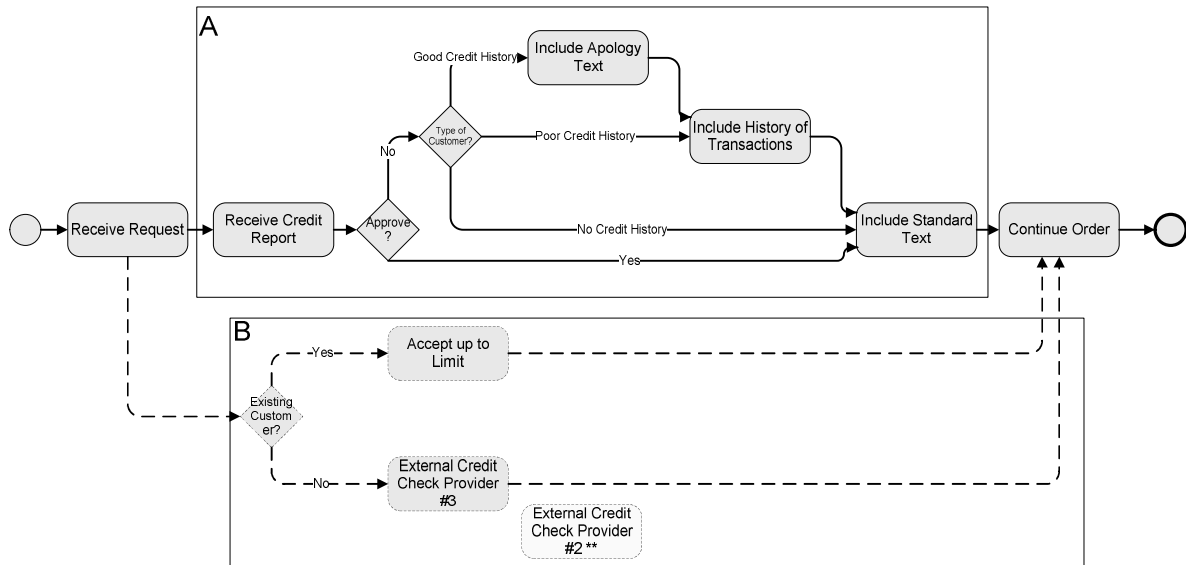 A
Good Credit History
Include Apology
Text
Type of
Customer?
Poor Credit History
Include History of
Transactions
No
Receive Request
Receive Credit
Report
Approve
?
No Credit History
Include Standard
Text
Continue Order
Yes
B
Yes
Accept up to
Limit
Existing
Custom
er?
No
External Credit
Check Provider
#3
External Credit
Check Provider
#2 **